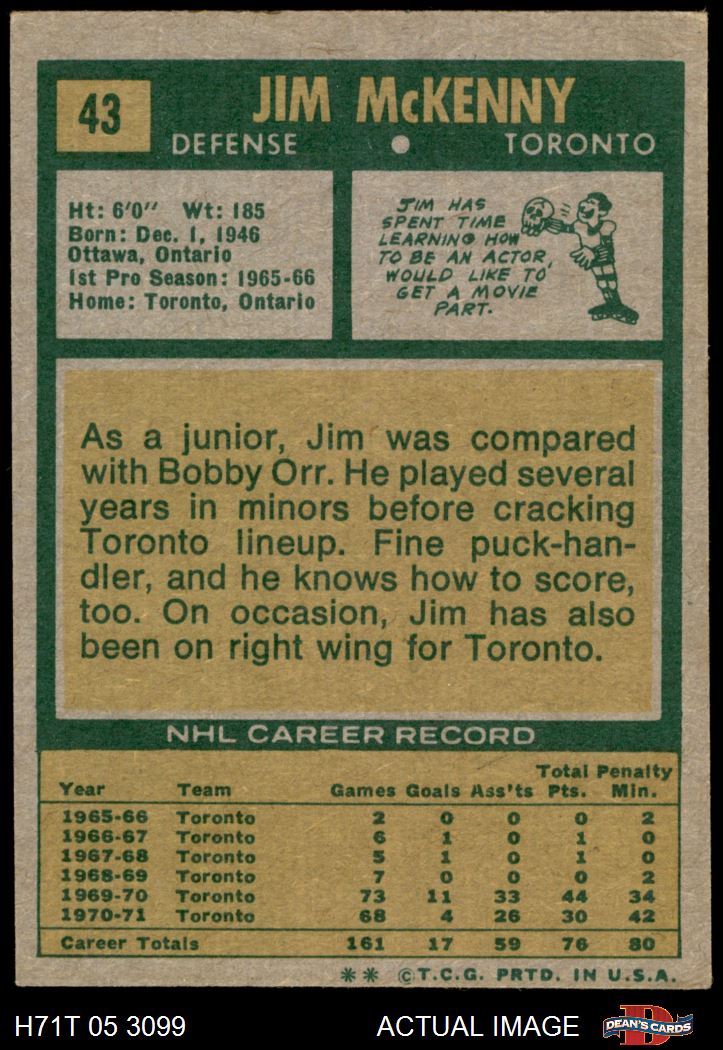 43
JIM McKENNY
DEFENSE • TORONTO
Ht: 6'0" Wt: 185
Born: Dec. 1, 1946
Ottawa, Ontario
1st Pro Season: 1965-66
Home: Toronto, Ontario
JIM HAS
SPENT TIME
LEARNING HOW
TO BE AN ACTOR,
WOULD LIKE TO
GET A MOVIE
PART.
As a junior, Jim was compared
with Bobby Orr. He played several
years in minors before cracking
Toronto lineup. Fine puck-han-
dler, and he knows how to score,
too. On occasion, Jim has also
been on right wing for Toronto.
NHL CAREER RECORD
Total Penalty
Year Team Games Goals Ass'ts Pts. Min.
1965-66 Toronto 2 0 0 0 2
1966-67 Toronto 6 1 0 1 0
1967-68 Toronto 5 1 0 1 0
1968-69 Toronto 7 0 0 0 2
1969-70 Toronto 73 11 33 44 34
1970-71 Toronto 68 4 26 30 42
Career Totals 161 17 59 76 80
** ©T.C.G. PRTD. IN U.S.A.
H71T 05 3099 ACTUAL IMAGE D DEAN'S CARDS